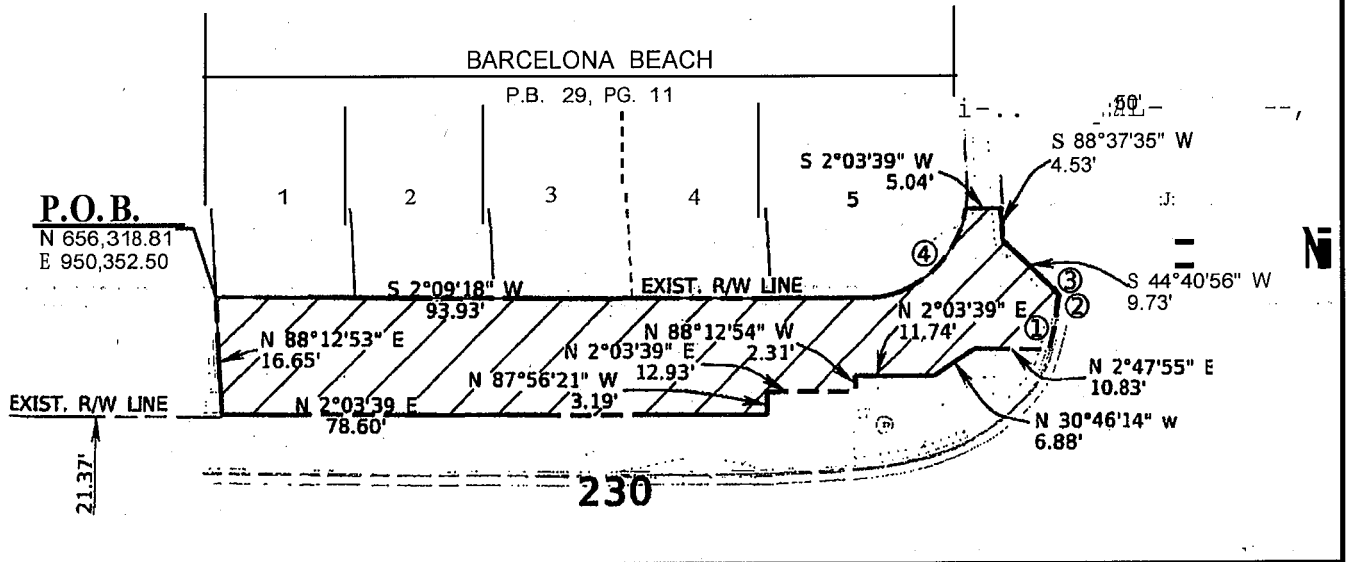 BARCELONA BEACH
P.B. 29, PG. 11
S 88°37'35" W
4.53'
S 2°03'39" W
5.04'
1
2
3
4
5
P.O.B.
N 656,318.81
E 950,352.50
④
③
②
①
S 44°40'56" W
9.73'
S 2°09'18" W
93.93'
EXIST. R/W LINE
N 2°03'39" E
11.74'
N 88°12'53" E
16.65'
N 88°12'54" W
2.31'
N 2°03'39" E
12.93'
N 87°56'21" W
3.19'
N 2°47'55" E
10.83'
EXIST. R/W LINE
N 2°03'39 E
78.60'
N 30°46'14" w
6.88'
21.37'
230
N